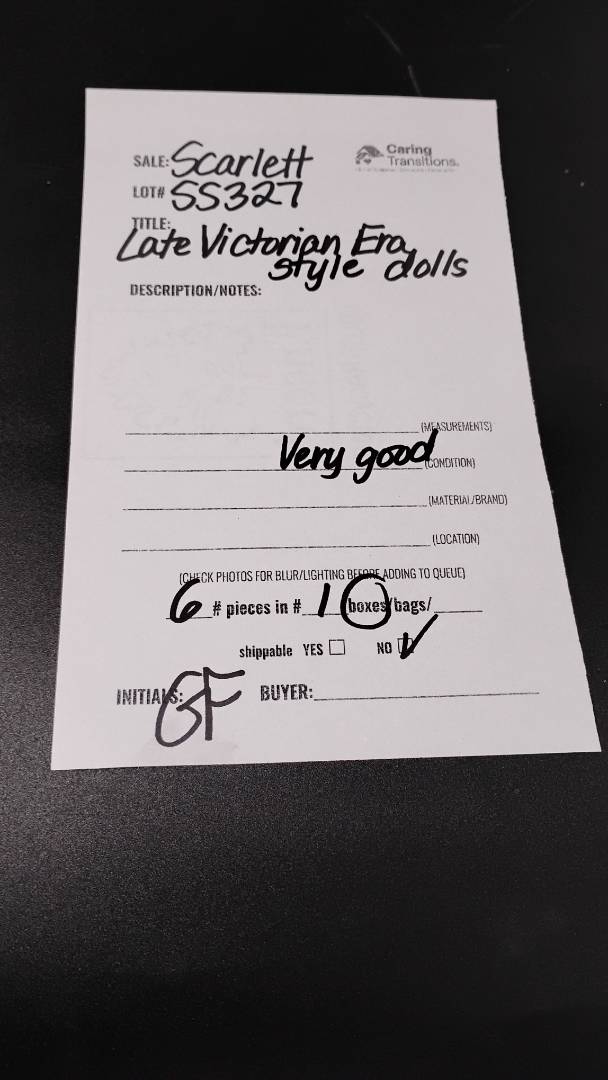 SALE: Scarlett
Caring
Transitions.
LOT# SS327
TITLE:
Late Victorian Era
style dolls
DESCRIPTION/NOTES:
(MEASUREMENTS)
Very good (CONDITION)
(MATERIAL/BRAND)
(LOCATION)
(CHECK PHOTOS FOR BLUR/LIGHTING BEFORE ADDING TO QUEUE)
6 # pieces in # 1 boxes/bags/
shippable YES NO
INITIALS: GF BUYER: